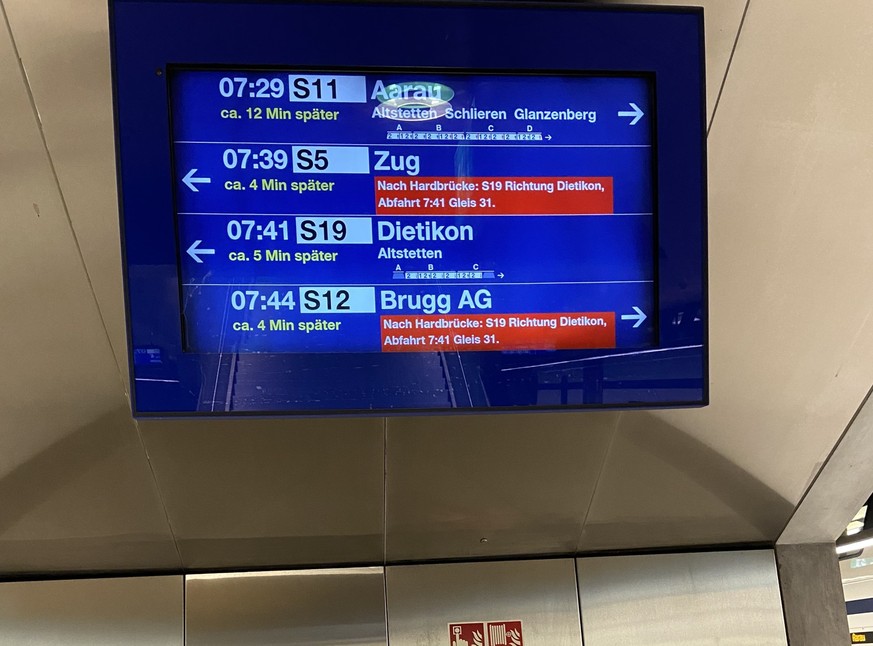 07:29 S11 Aarau
ca. 12 Min später Altstetten Schlieren Glanzenberg
A B C D
07:39 S5 Zug
ca. 4 Min später Nach Hardbrücke: S19 Richtung Dietikon,
Abfahrt 7:41 Gleis 31.
07:41 S19 Dietikon
ca. 5 Min später Altstetten
A B C
07:44 S12 Brugg AG
ca. 4 Min später Nach Hardbrücke: S19 Richtung Dietikon,
Abfahrt 7:41 Gleis 31.